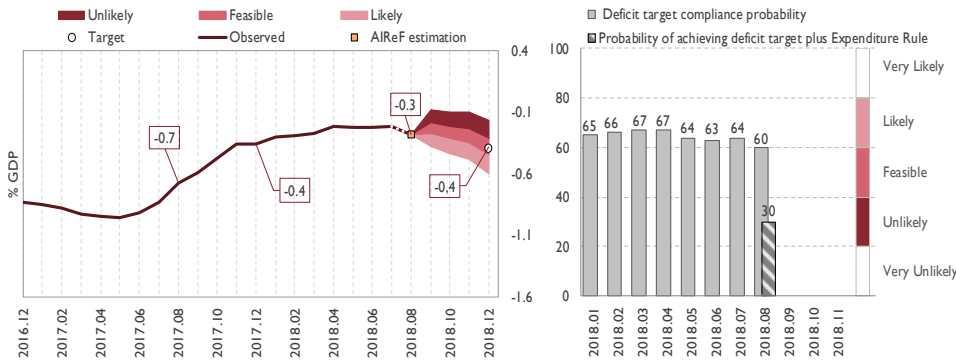 Unlikely Feasible Likely
Target Observed AIReF estimation
% GDP
0.4
-0.1
-0.6
-1.1
-1.6
-0.7
-0.4
-0.3
-0,4
2016.12 2017.02 2017.04 2017.06 2017.08 2017.10 2017.12 2018.02 2018.04 2018.06 2018.08 2018.10 2018.12
Deficit target compliance probability
Probability of achieving deficit target plus Expenditure Rule
100
80
60
40
20
0
65 66 67 67 64 63 64 60 30
2018.01 2018.02 2018.03 2018.04 2018.05 2018.06 2018.07 2018.08 2018.09 2018.10 2018.11
Very Likely
Likely
Feasible
Unlikely
Very Unlikely